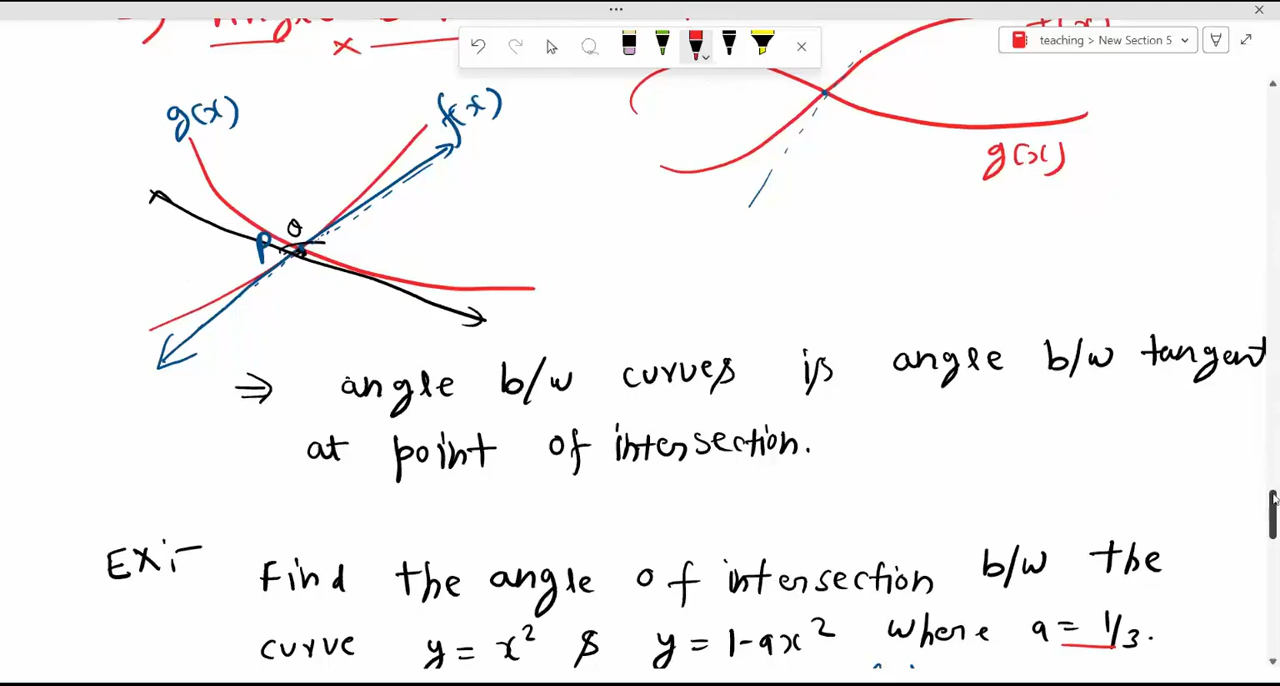 ...
teaching > New Section 5
g(x)
f(x)
g(x)
θ
P
⇒ angle b/w curves is angle b/w tangent
at point of intersection.
Ex:- Find the angle of intersection b/w the
curve y = x² & y = 1-ax² where a = 1/3.